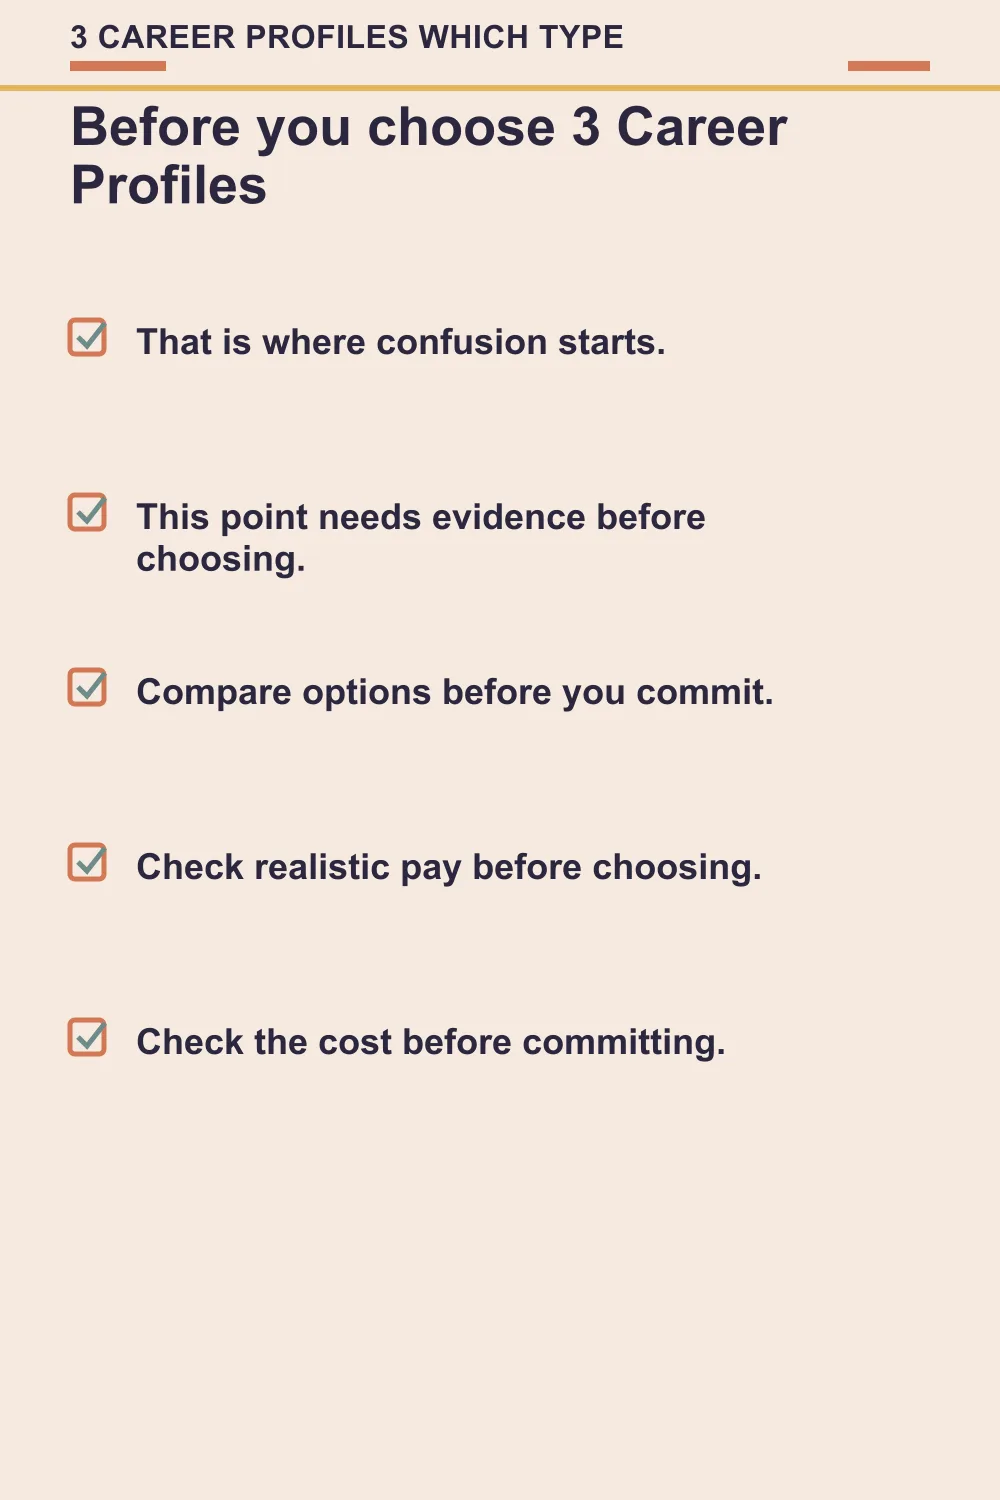 3 CAREER PROFILES WHICH TYPE
Before you choose 3 Career
Profiles
That is where confusion starts.
This point needs evidence before
choosing.
Compare options before you commit.
Check realistic pay before choosing.
Check the cost before committing.